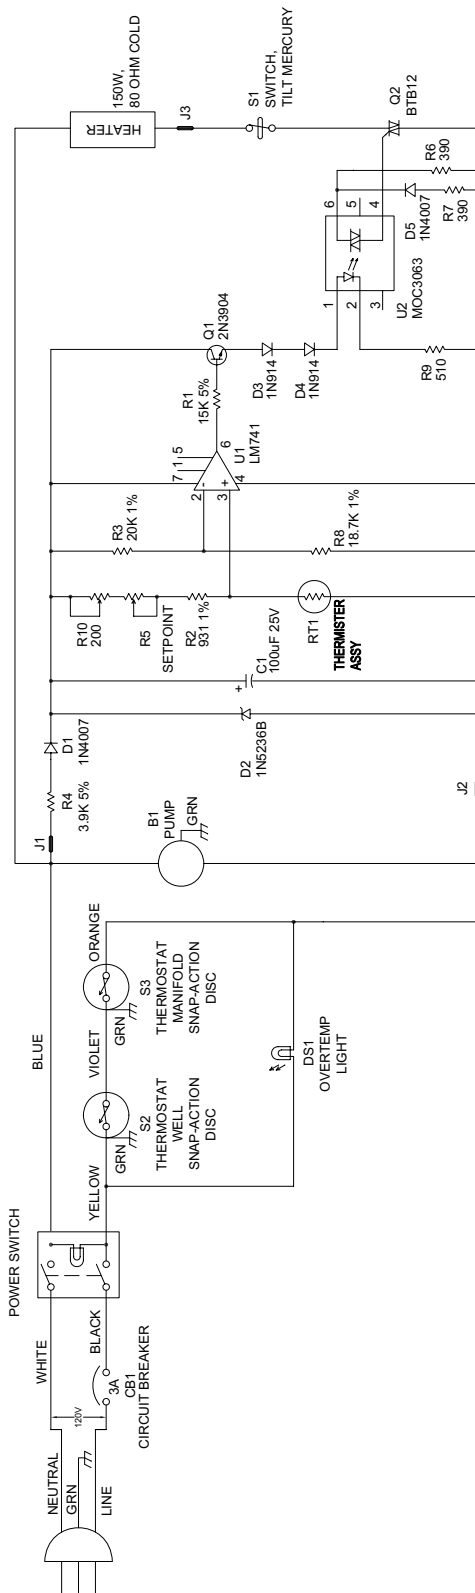 NEUTRAL
GRN
LINE
120V
WHITE
BLACK
3A
CB1
CIRCUIT BREAKER
POWER SWITCH
BLUE
YELLOW
GRN
S2
THERMOSTAT
WELL
SNAP-ACTION
DISC
VIOLET
GRN
S3
THERMOSTAT
MANIFOLD
SNAP-ACTION
DISC
ORANGE
DS1
OVERTEMP
LIGHT
J1
B1
PUMP
GRN
J2
R4
3.9K 5%
D1
1N4007
D2
1N5236B
C1
100uF 25V
+
R10
200
R5
SETPOINT
R2
931 1%
RT1
THERMISTER
ASSY
R3
20K 1%
R8
18.7K 1%
2
3
7
1
5
6
4
-
+
U1
LM741
R1
15K 5%
Q1
2N3904
D3
1N914
D4
1N914
R9
510
1
2
3
6
5
4
U2
MOC3063
D5
1N4007
R7
390
R6
390
HEATER
150W,
80 OHM COLD
J3
S1
SWITCH,
TILT MERCURY
Q2
BTB12